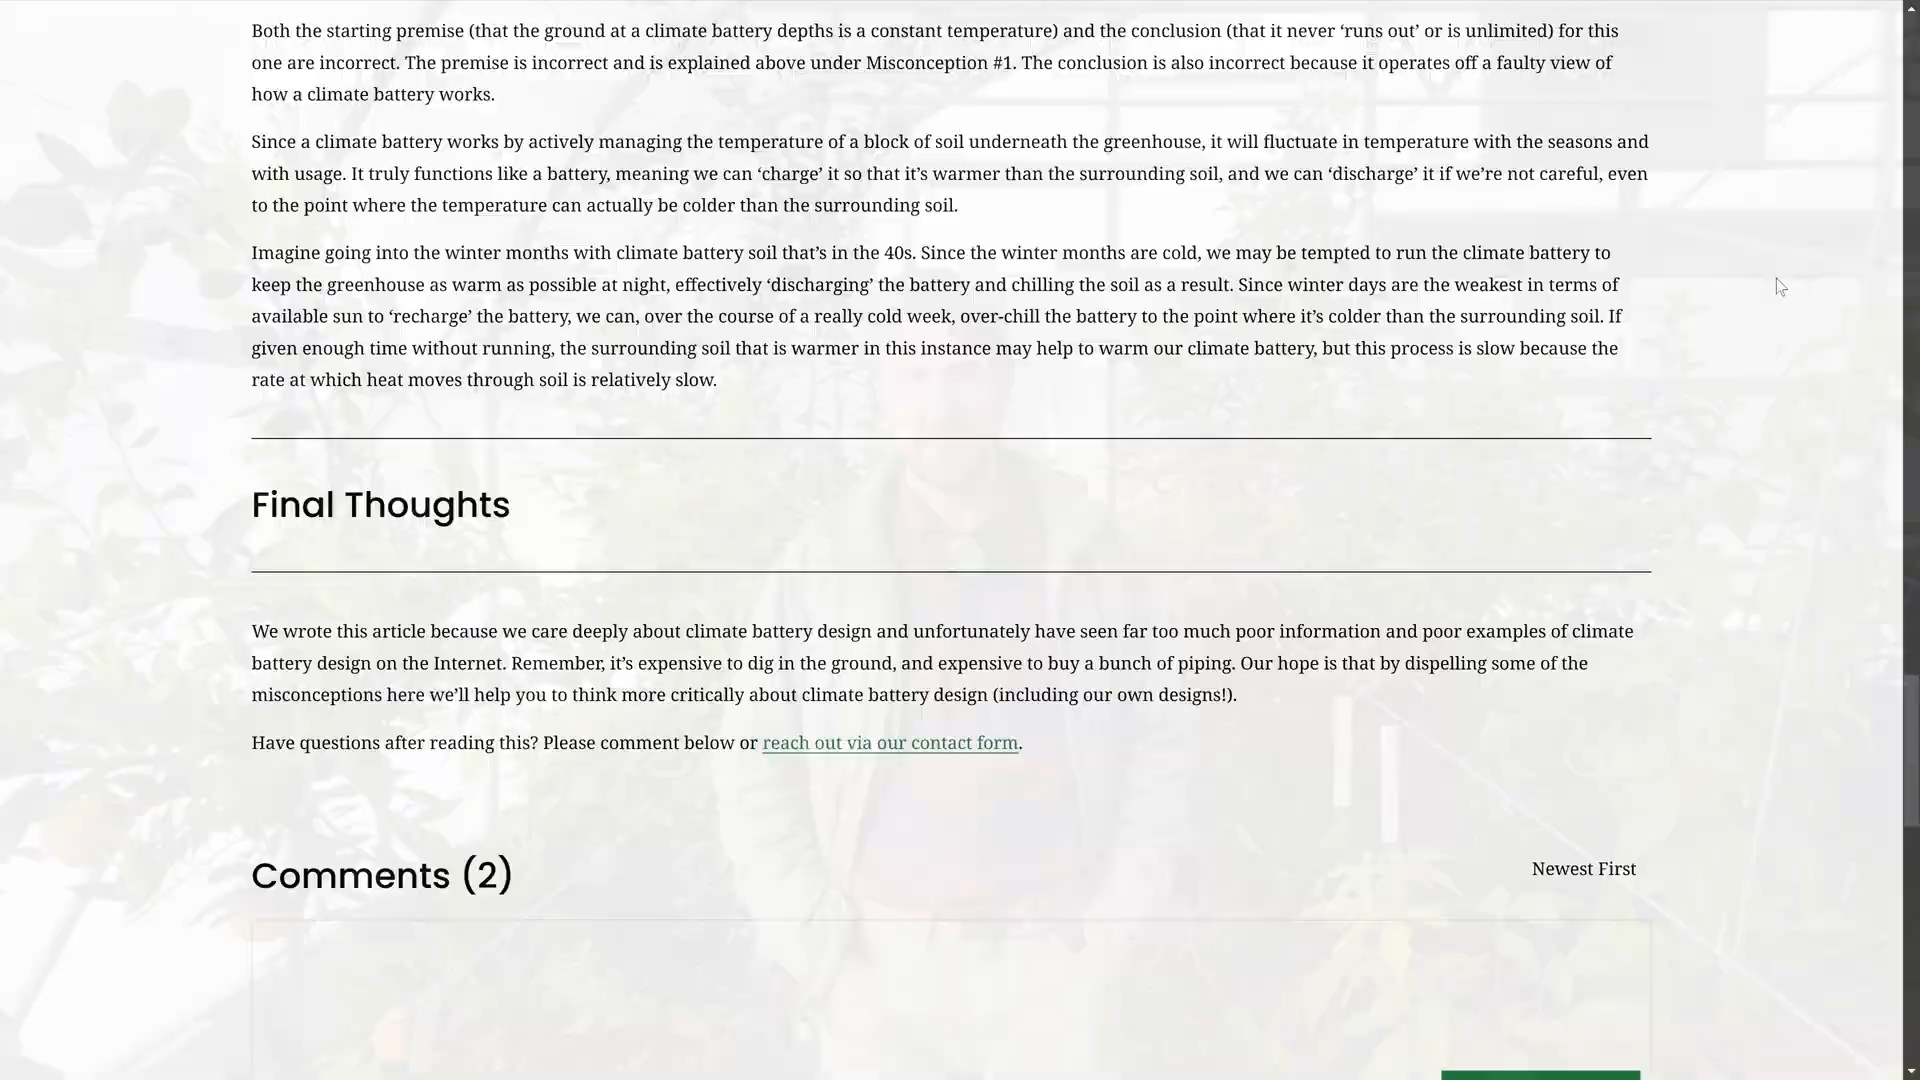 Both the starting premise (that the ground at a climate battery depths is a constant temperature) and the conclusion (that it never ‘runs out’ or is unlimited) for this
one are incorrect. The premise is incorrect and is explained above under Misconception #1. The conclusion is also incorrect because it operates off a faulty view of
how a climate battery works.
Since a climate battery works by actively managing the temperature of a block of soil underneath the greenhouse, it will fluctuate in temperature with the seasons and
with usage. It truly functions like a battery, meaning we can ‘charge’ it so that it’s warmer than the surrounding soil, and we can ‘discharge’ it if we’re not careful, even
to the point where the temperature can actually be colder than the surrounding soil.
Imagine going into the winter months with climate battery soil that’s in the 40s. Since the winter months are cold, we may be tempted to run the climate battery to
keep the greenhouse as warm as possible at night, effectively ‘discharging’ the battery and chilling the soil as a result. Since winter days are the weakest in terms of
available sun to ‘recharge’ the battery, we can, over the course of a really cold week, over-chill the battery to the point where it’s colder than the surrounding soil. If
given enough time without running, the surrounding soil that is warmer in this instance may help to warm our climate battery, but this process is slow because the
rate at which heat moves through soil is relatively slow.
Final Thoughts
We wrote this article because we care deeply about climate battery design and unfortunately have seen far too much poor information and poor examples of climate
battery design on the Internet. Remember, it’s expensive to dig in the ground, and expensive to buy a bunch of piping. Our hope is that by dispelling some of the
misconceptions here we’ll help you to think more critically about climate battery design (including our own designs!).
Have questions after reading this? Please comment below or reach out via our contact form.
Comments (2)
Newest First